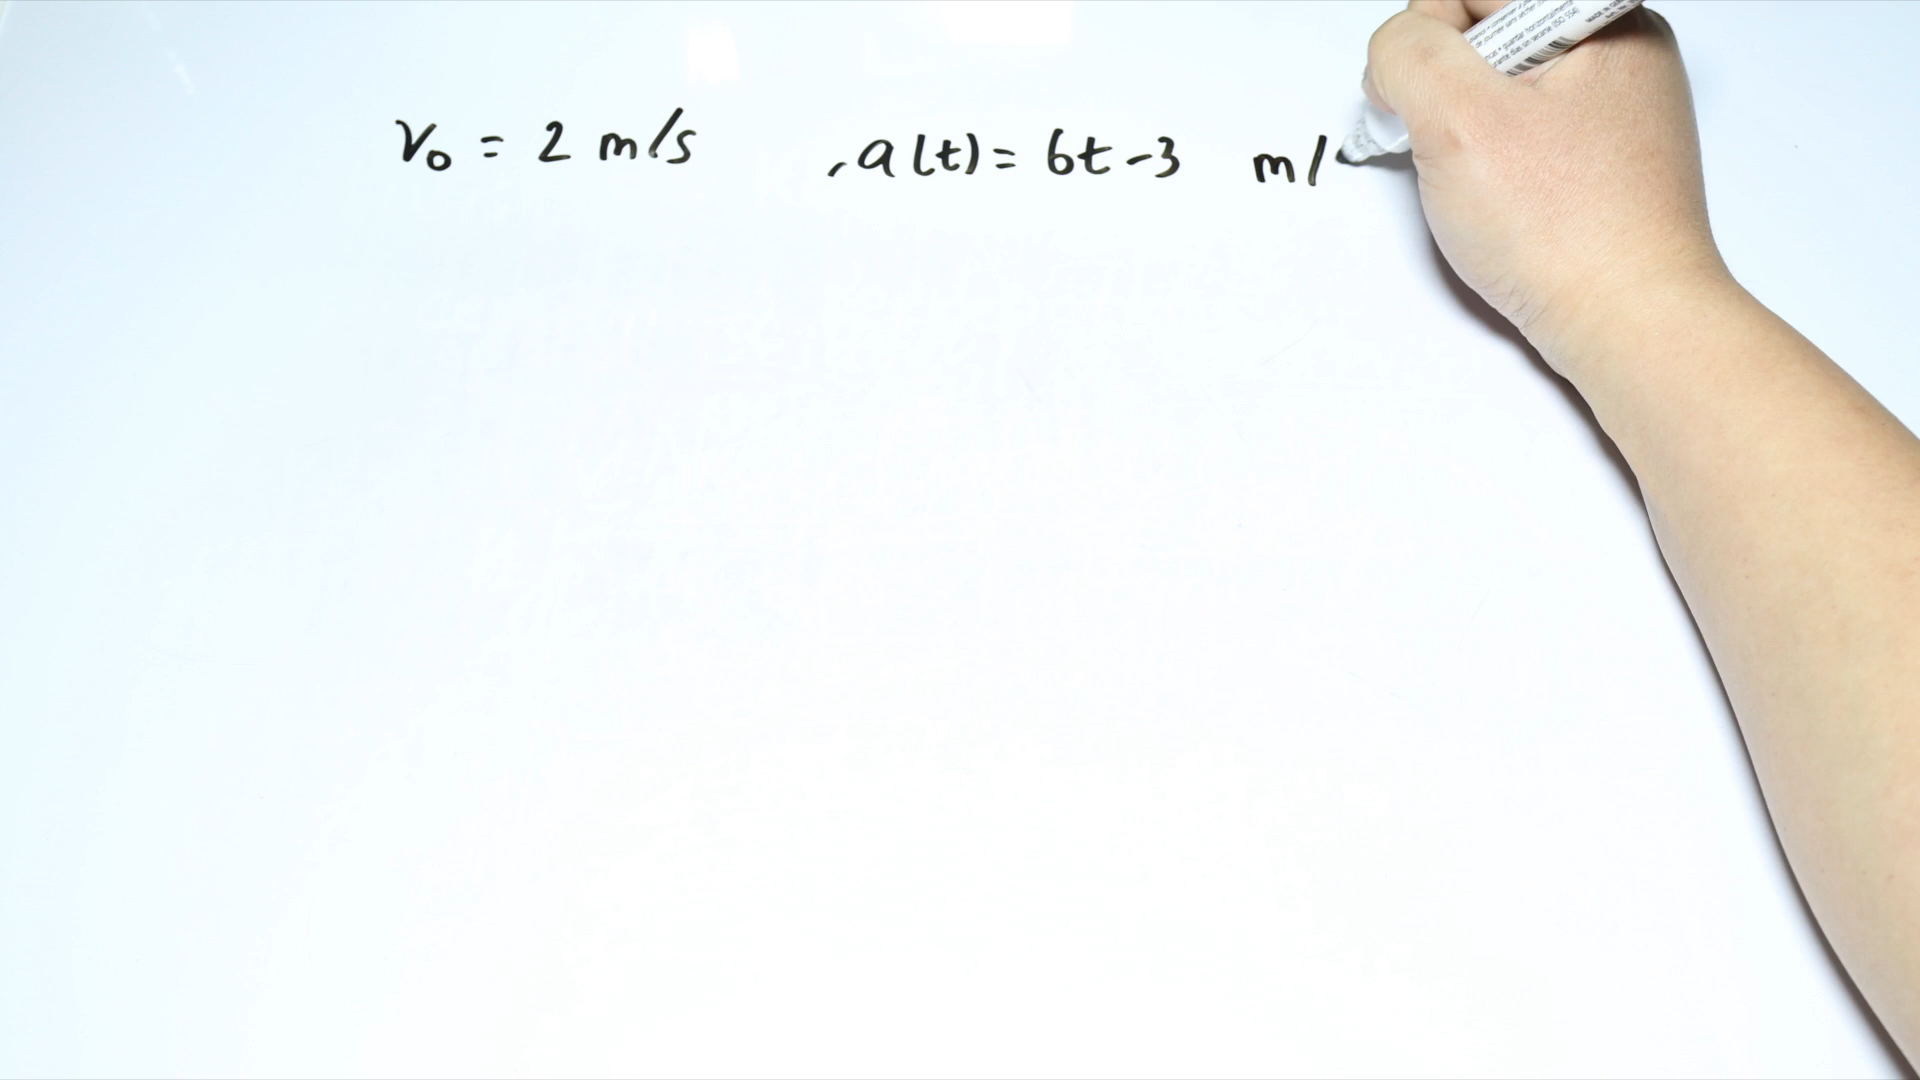 v₀ = 2 m/s , a(t) = 6t - 3 m/